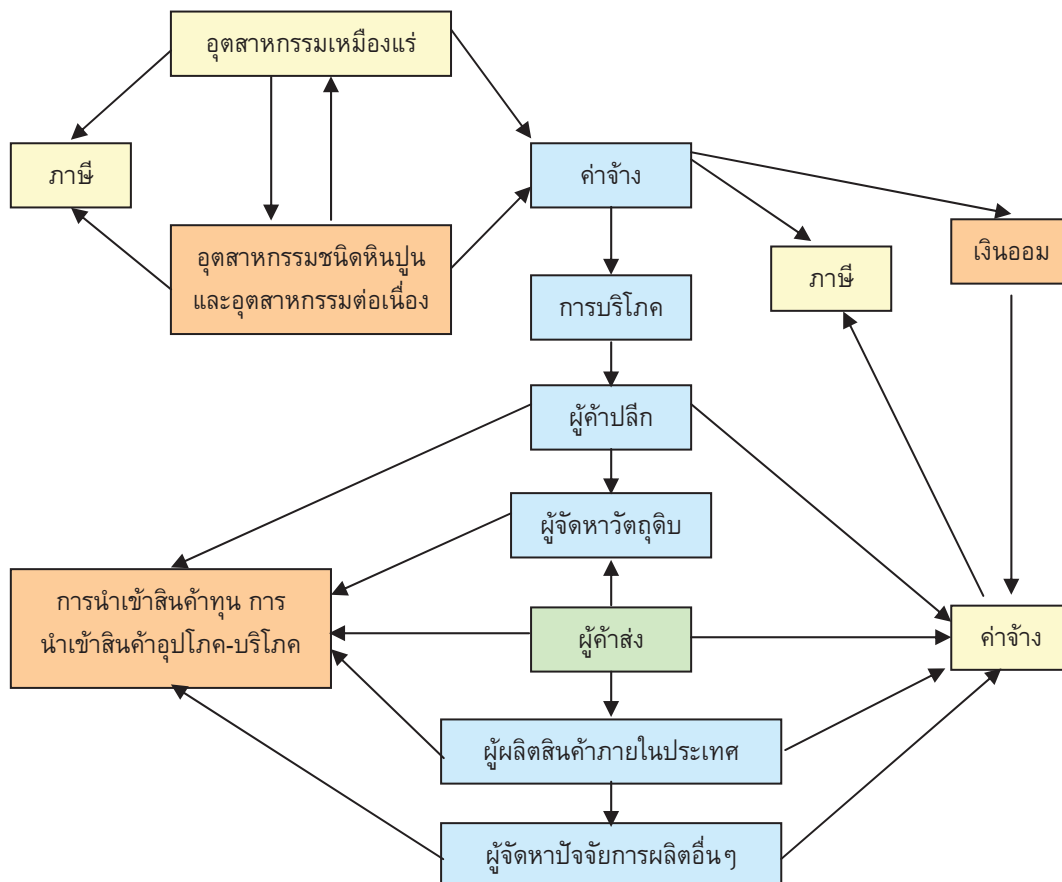 อุตสาหกรรมเหมืองแร่
ภาษี
ค่าจ้าง
อุตสาหกรรมชนิดหินปูน
และอุตสาหกรรมต่อเนื่อง
เงินออม
ภาษี
การบริโภค
ผู้ค้าปลีก
ผู้จัดหาวัตถุดิบ
การนำเข้าสินค้าทุน การ
นำเข้าสินค้าอุปโภค-บริโภค
ผู้ค้าส่ง
ค่าจ้าง
ผู้ผลิตสินค้าภายในประเทศ
ผู้จัดหาปัจจัยการผลิตอื่นๆ